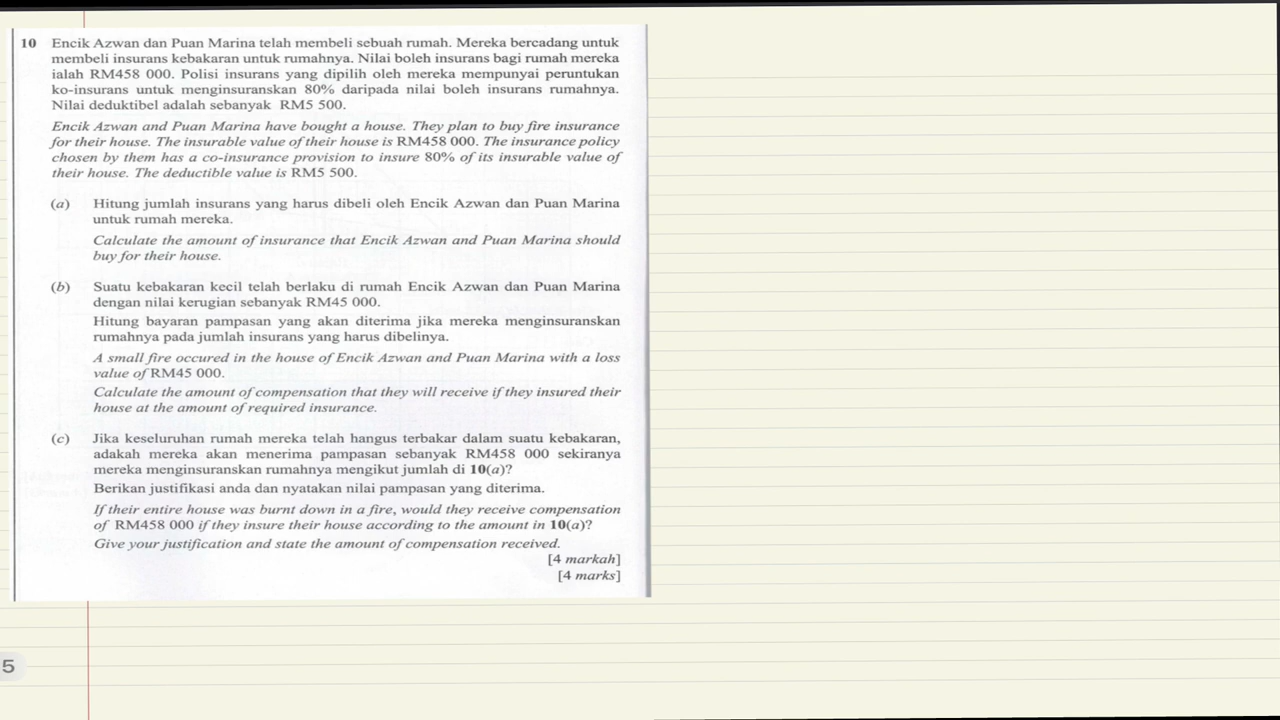 10 Encik Azwan dan Puan Marina telah membeli sebuah rumah. Mereka bercadang untuk
membeli insurans kebakaran untuk rumahnya. Nilai boleh insurans bagi rumah mereka
ialah RM458 000. Polisi insurans yang dipilih oleh mereka mempunyai peruntukan
ko-insurans untuk menginsuranskan 80% daripada nilai boleh insurans rumahnya.
Nilai deduktibel adalah sebanyak RM5 500.
Encik Azwan and Puan Marina have bought a house. They plan to buy fire insurance
for their house. The insurable value of their house is RM458 000. The insurance policy
chosen by them has a co-insurance provision to insure 80% of its insurable value of
their house. The deductible value is RM5 500.
(a) Hitung jumlah insurans yang harus dibeli oleh Encik Azwan dan Puan Marina
untuk rumah mereka.
Calculate the amount of insurance that Encik Azwan and Puan Marina should
buy for their house.
(b) Suatu kebakaran kecil telah berlaku di rumah Encik Azwan dan Puan Marina
dengan nilai kerugian sebanyak RM45 000.
Hitung bayaran pampasan yang akan diterima jika mereka menginsuranskan
rumahnya pada jumlah insurans yang harus dibelinya.
A small fire occured in the house of Encik Azwan and Puan Marina with a loss
value of RM45 000.
Calculate the amount of compensation that they will receive if they insured their
house at the amount of required insurance.
(c) Jika keseluruhan rumah mereka telah hangus terbakar dalam suatu kebakaran,
adakah mereka akan menerima pampasan sebanyak RM458 000 sekiranya
mereka menginsuranskan rumahnya mengikut jumlah di 10(a)?
Berikan justifikasi anda dan nyatakan nilai pampasan yang diterima.
If their entire house was burnt down in a fire, would they receive compensation
of RM458 000 if they insure their house according to the amount in 10(a)?
Give your justification and state the amount of compensation received.
[4 markah]
[4 marks]
5